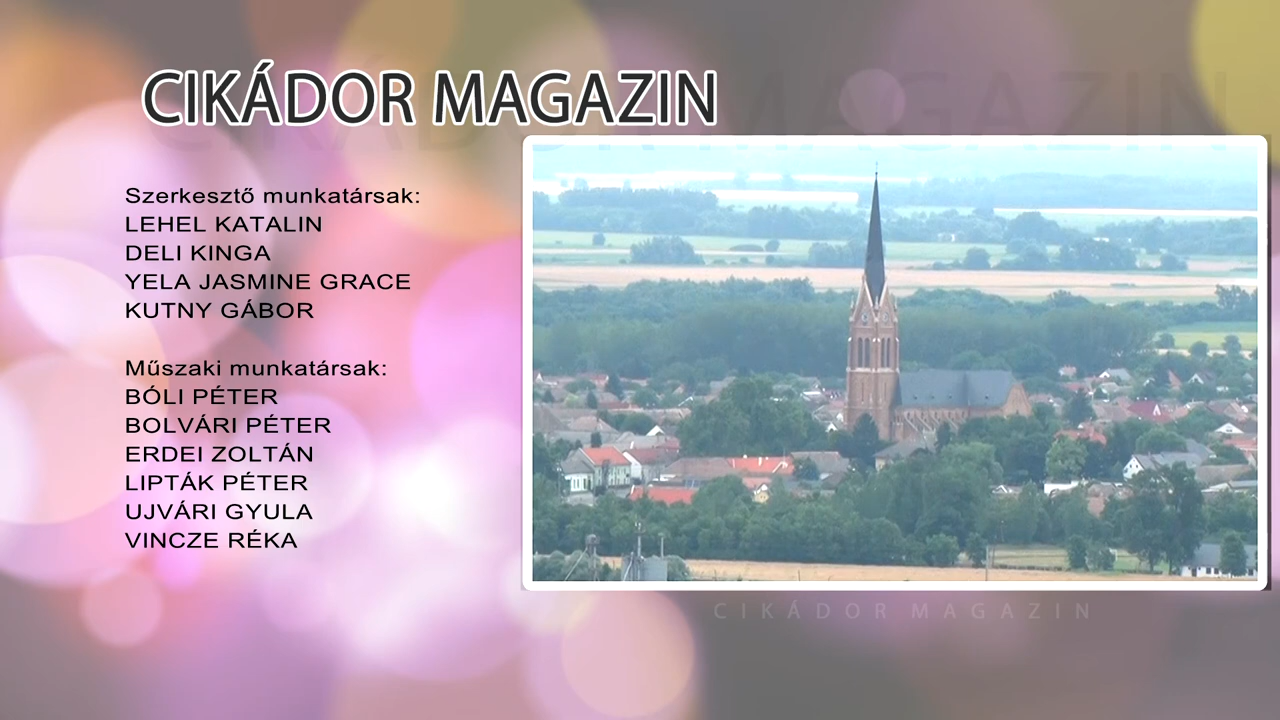 CIKÁDOR MAGAZIN
Szerkesztő munkatársak:
LEHEL KATALIN
DELI KINGA
YELA JASMINE GRACE
KUTNY GÁBOR
Műszaki munkatársak:
BÓLI PÉTER
BOLVÁRI PÉTER
ERDEI ZOLTÁN
LIPTÁK PÉTER
UJVÁRI GYULA
VINCZE RÉKA
CIKÁDOR MAGAZIN